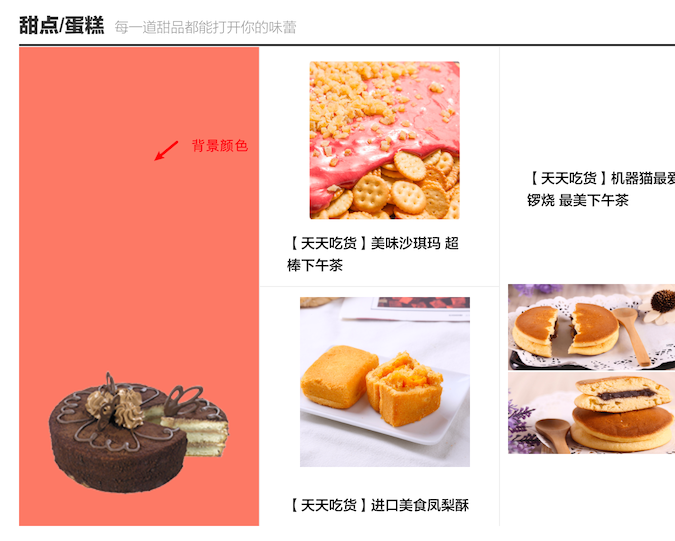 甜点/蛋糕 每一道甜品都能打开你的味蕾
背景颜色
【天天吃货】美味沙琪玛 超
棒下午茶
【天天吃货】机器猫最爱
锣烧 最美下午茶
【天天吃货】进口美食凤梨酥